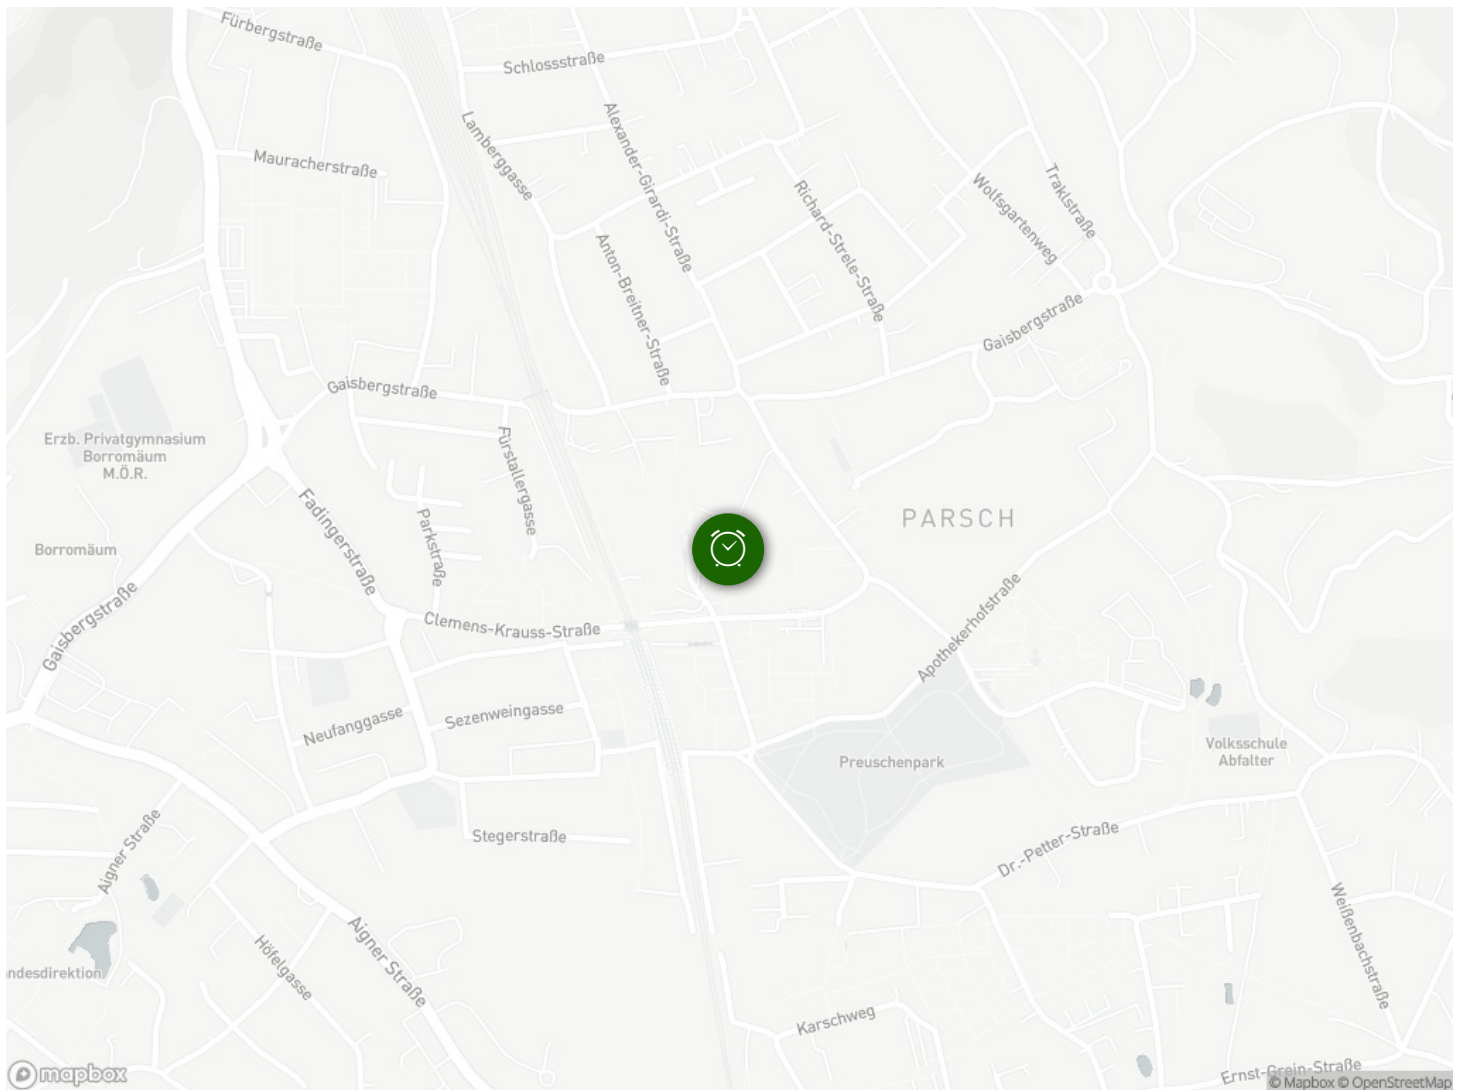 Fürbergstraße
Schlossstraße
Lamberggasse
Alexander-Girardi-Straße
Mauracherstraße
Richard-Strele-Straße
Wolfsgartenweg
Traklstraße
Anton-Breitner-Straße
Gaisbergstraße
Gaisbergstraße
Erzb. Privatgymnasium
Borromäum
M.Ö.R.
Fürstallergasse
Fadingerstraße
Parkstraße
PARSCH
Borromäum
Gaisbergstraße
Clemens-Krauss-Straße
Apothekerhofstraße
Neufanggasse
Sezenweingasse
Preuschenpark
Volksschule
Abfalter
Aigner Straße
Stegerstraße
Dr.-Petter-Straße
Weißenbachstraße
Höfelgasse
Aigner Straße
ndesdirektion
Karschweg
Ernst-Grein-Straße
mapbox
© Mapbox © OpenStreetMap